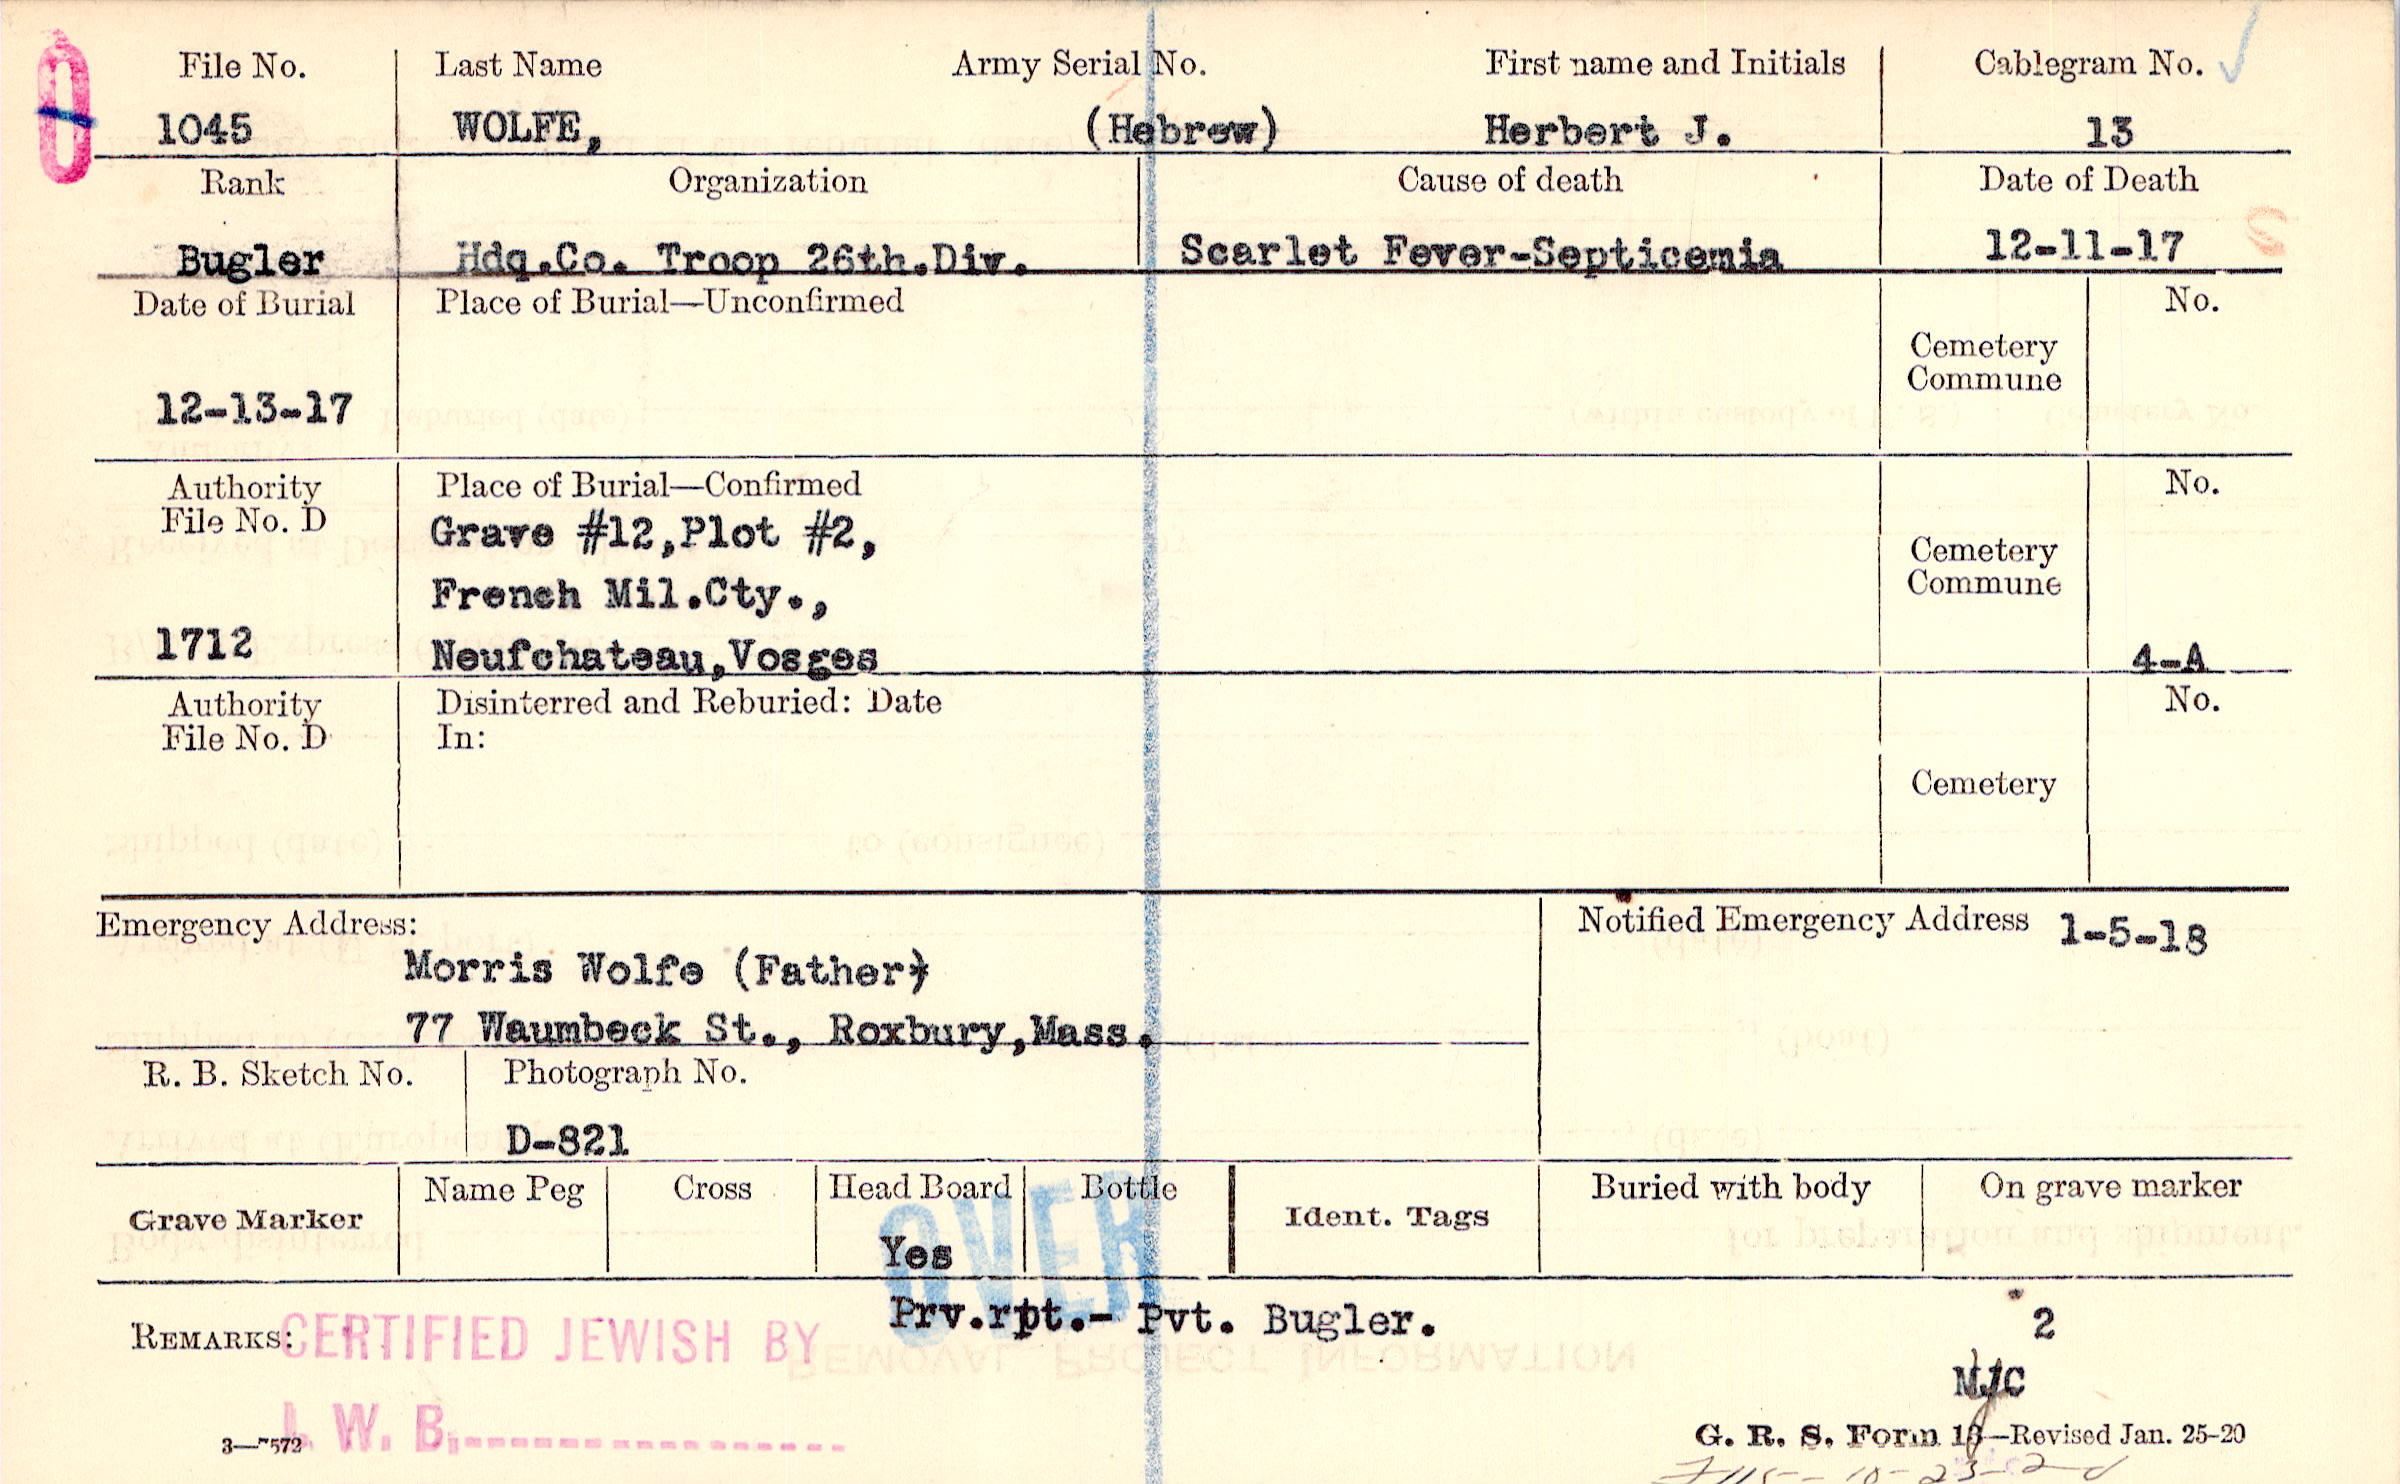 File No. Last Name Army Serial No. First name and Initials Cablegram No.
1045 WOLFE, (Hebrew) Herbert J. 13
Rank Organization Cause of death Date of Death
Bugler Hdq.Co. Troop 26th.Div. Scarlet Fever-Septicemia 12-11-17
Date of Burial Place of Burial—Unconfirmed No.
Cemetery
Commune
12-13-17
Authority Place of Burial—Confirmed No.
File No. D Grave #12,Plot #2,
Cemetery
Commune
French Mil.Cty.,
1712 Neufchateau,Vosges 4-A
Authority Disinterred and Reburied: Date No.
File No. D In:
Cemetery
Emergency Address: Notified Emergency Address 1-5-18
Morris Wolfe (Father)
77 Waumbeck St., Roxbury,Mass.
R. B. Sketch No. Photograph No.
D-821
Name Peg Cross Head Board Bottle Buried with body On grave marker
Grave Marker Ident. Tags
Yes OVER
Prv.rpt.- Pvt. Bugler. 2
REMARKS: CERTIFIED JEWISH BY
REMOVAL PROJECT INFORMATION
MJC
J. W. B.
3—7572 G. R. S. Form 16—Revised Jan. 25-20